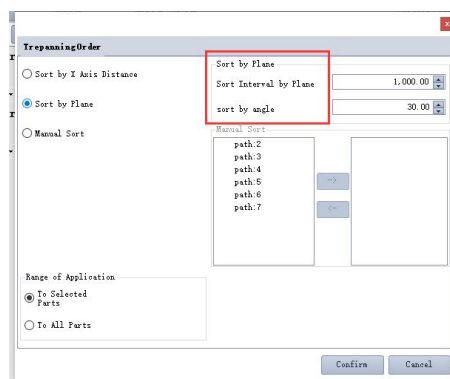 x
TrepanningOrder
Sort by X Axis Distance
Sort by Plane
Manual Sort
Sort by Plane
Sort Interval by Plane
1,000.00
sort by angle
30.00
Manual Sort
path:2
path:3
path:4
path:5
path:6
path:7
->
<-
Range of Application
To Selected
Parts
To All Parts
Confirm
Cancel